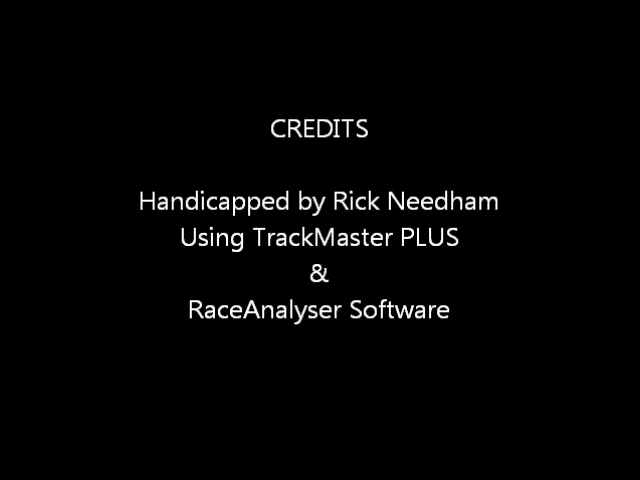 CREDITS
Handicapped by Rick Needham
Using TrackMaster PLUS
&
RaceAnalyser Software